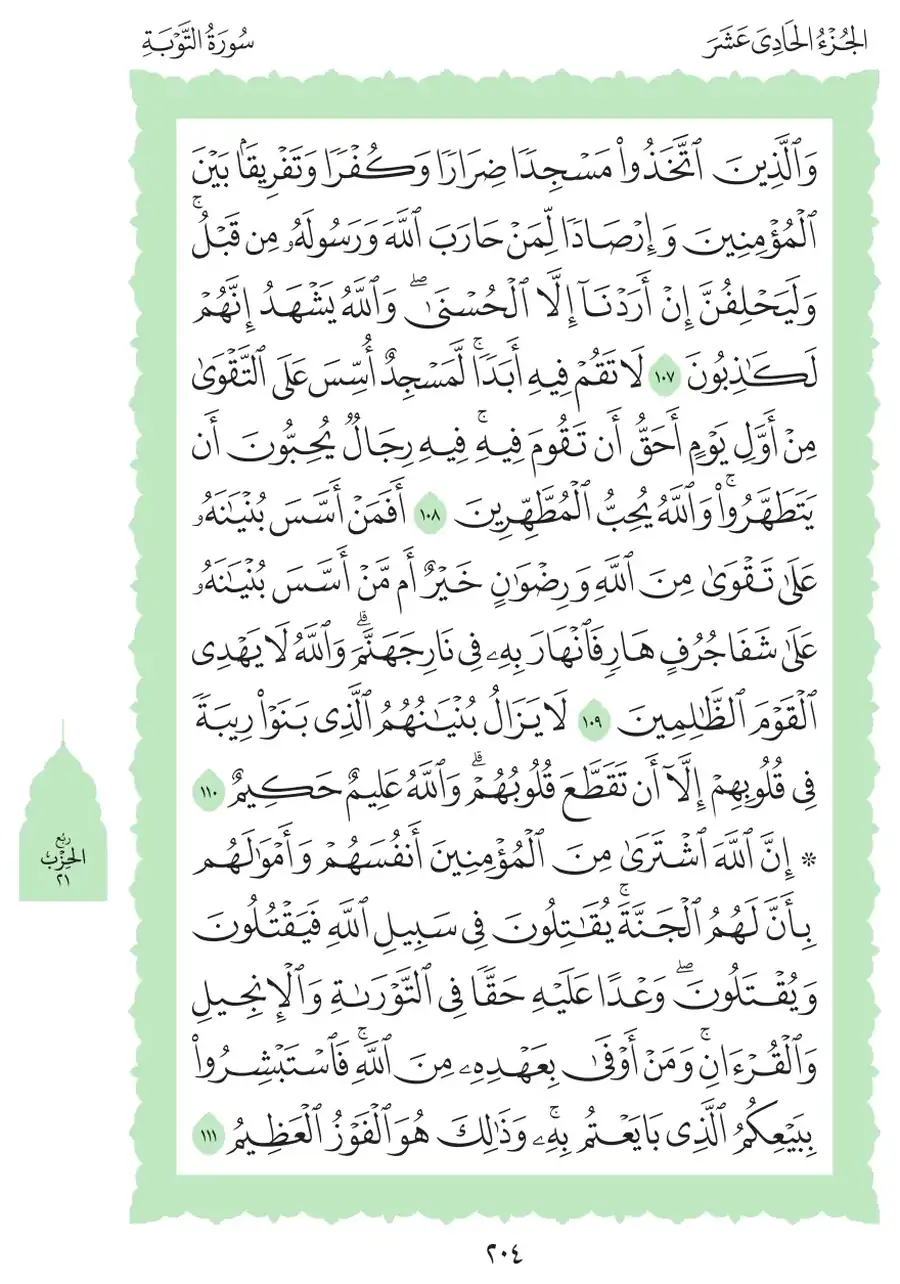 الجُزْءُ الحَادِي عَشَرَ
سُورَةُ التَّوْبَةِ
وَٱلَّذِينَ ٱتَّخَذُواْ مَسۡجِدٗا ضِرَارٗا وَكُفۡرٗا وَتَفۡرِيقَۢا بَيۡنَ
ٱلۡمُؤۡمِنِينَ وَإِرۡصَادٗا لِّمَنۡ حَارَبَ ٱللَّهَ وَرَسُولَهُۥ مِن قَبۡلُۚ
وَلَيَحۡلِفُنَّ إِنۡ أَرَدۡنَآ إِلَّا ٱلۡحُسۡنَىٰۖ وَٱللَّهُ يَشۡهَدُ إِنَّهُمۡ
لَكَٰذِبُونَ ١٠٧ لَا تَقُمۡ فِيهِ أَبَدٗاۚ لَّمَسۡجِدٌ أُسِّسَ عَلَى ٱلتَّقۡوَىٰ
مِنۡ أَوَّلِ يَوۡمٍ أَحَقُّ أَن تَقُومَ فِيهِۚ فِيهِ رِجَالٞ يُحِبُّونَ أَن
يَتَطَهَّرُواْۚ وَٱللَّهُ يُحِبُّ ٱلۡمُطَّهِّرِينَ ١٠٨ أَفَمَنۡ أَسَّسَ بُنۡيَٰنَهُۥ
عَلَىٰ تَقۡوَىٰ مِنَ ٱللَّهِ وَرِضۡوَٰنٍ خَيۡرٌ أَم مَّنۡ أَسَّسَ بُنۡيَٰنَهُۥ
عَلَىٰ شَفَا جُرُفٍ هَارٖ فَٱنۡهَارَ بِهِۦ فِي نَارِ جَهَنَّمَۗ وَٱللَّهُ لَا يَهۡدِي
ٱلۡقَوۡمَ ٱلظَّٰلِمِينَ ١٠٩ لَا يَزَالُ بُنۡيَٰنُهُمُ ٱلَّذِي بَنَوۡاْ رِيبَةٗ
فِي قُلُوبِهِمۡ إِلَّآ أَن تَقَطَّعَ قُلُوبُهُمۡۗ وَٱللَّهُ عَلِيمٌ حَكِيمٌ ١١٠
* إِنَّ ٱللَّهَ ٱشۡتَرَىٰ مِنَ ٱلۡمُؤۡمِنِينَ أَنفُسَهُمۡ وَأَمۡوَٰلَهُم
بِأَنَّ لَهُمُ ٱلۡجَنَّةَۚ يُقَٰتِلُونَ فِي سَبِيلِ ٱللَّهِ فَيَقۡتُلُونَ
وَيُقۡتَلُونَۖ وَعۡدًا عَلَيۡهِ حَقّٗا فِي ٱلتَّوۡرَىٰةِ وَٱلۡإِنجِيلِ
وَٱلۡقُرۡءَانِۚ وَمَنۡ أَوۡفَىٰ بِعَهۡدِهِۦ مِنَ ٱللَّهِۚ فَٱسۡتَبۡشِرُواْ
بِبَيۡعِكُمُ ٱلَّذِي بَايَعۡتُم بِهِۦۚ وَذَٰلِكَ هُوَ ٱلۡفَوۡزُ ٱلۡعَظِيمُ ١١١
ربع
الحِزْب
٢١
٢٠٤